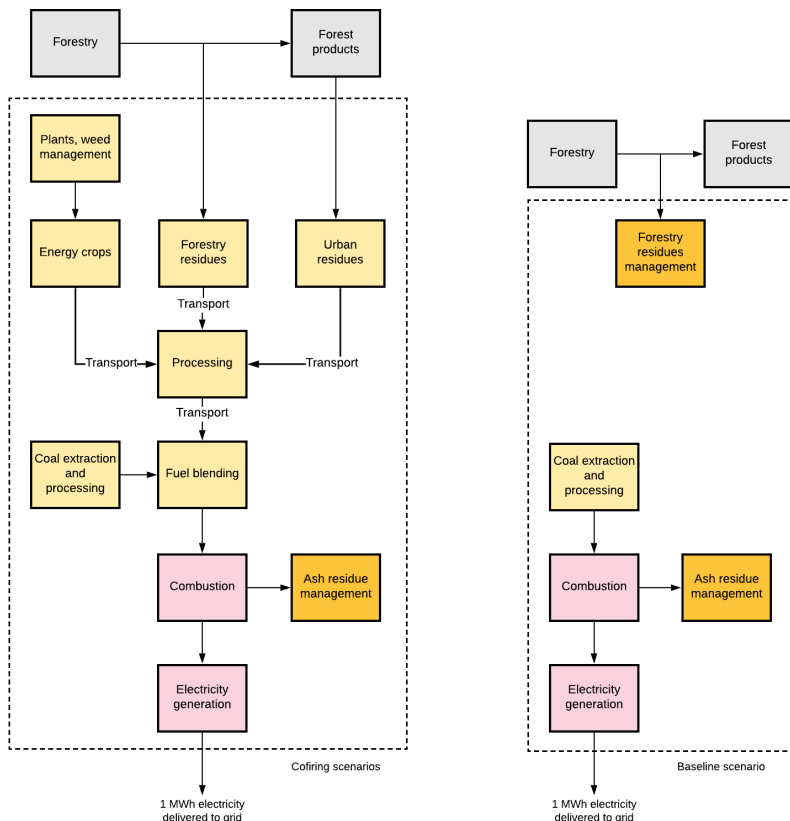 Forestry
Forest
products
Plants, weed
management
Energy crops
Forestry
residues
Urban
residues
Transport
Transport
Processing
Transport
Transport
Coal extraction
and
processing
Fuel blending
Combustion
Ash residue
management
Electricity
generation
Cofiring scenarios
1 MWh electricity
delivered to grid
Forestry
Forest
products
Forestry
residues
management
Coal extraction
and
processing
Combustion
Ash residue
management
Electricity
generation
Baseline scenario
1 MWh electricity
delivered to grid